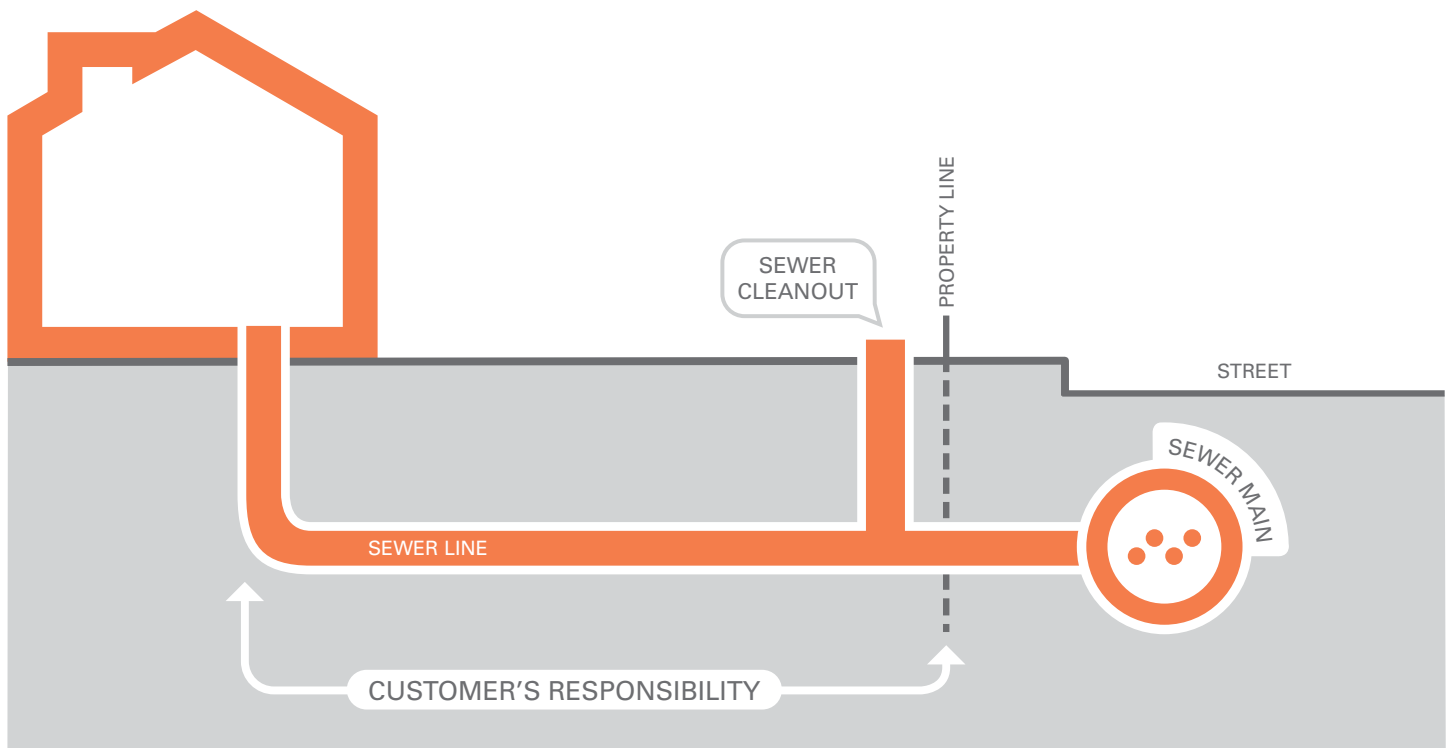 PROPERTY LINE
SEWER
CLEANOUT
STREET
SEWER MAIN
SEWER LINE
CUSTOMER'S RESPONSIBILITY